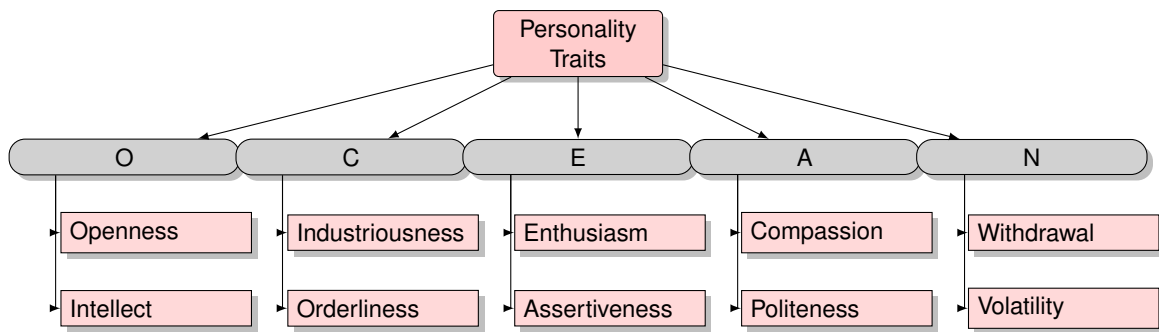 Personality
Traits
O
C
E
A
N
Openness
Industriousness
Enthusiasm
Compassion
Withdrawal
Intellect
Orderliness
Assertiveness
Politeness
Volatility